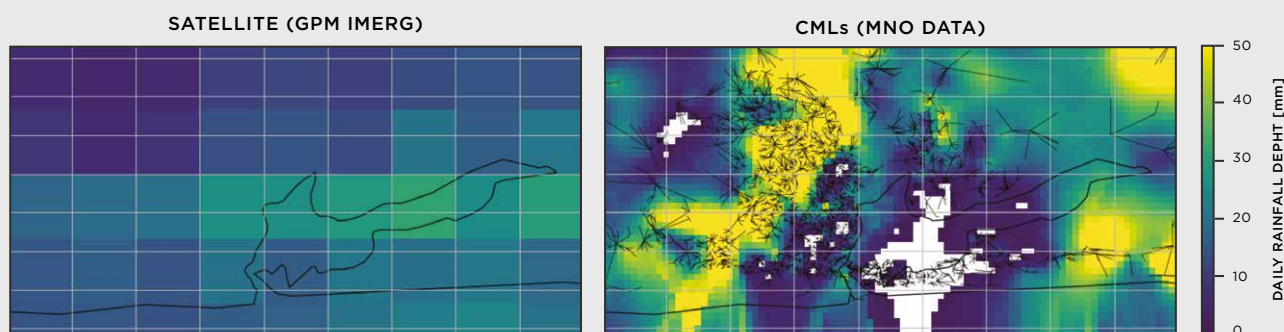 SATELLITE (GPM IMERG)
CMLs (MNO DATA)
50
40
30
20
10
0
DAILY RAINFALL DEPHT [mm]